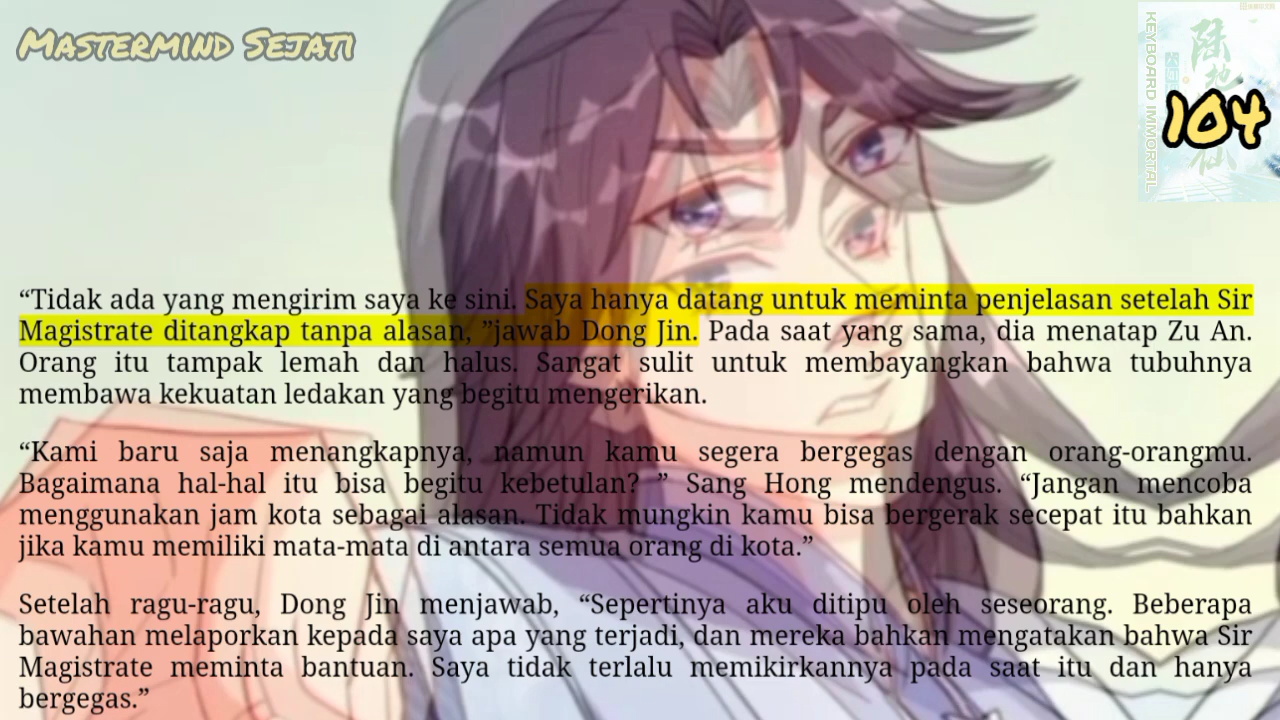 Mastermind Sejati
KEYBOARD IMMORTAL
104
“Tidak ada yang mengirim saya ke sini. Saya hanya datang untuk meminta penjelasan setelah Sir
Magistrate ditangkap tanpa alasan, ”jawab Dong Jin. Pada saat yang sama, dia menatap Zu An.
Orang itu tampak lemah dan halus. Sangat sulit untuk membayangkan bahwa tubuhnya
membawa kekuatan ledakan yang begitu mengerikan.
“Kami baru saja menangkapnya, namun kamu segera bergegas dengan orang-orangmu.
Bagaimana hal-hal itu bisa begitu kebetulan? ” Sang Hong mendengus. “Jangan mencoba
menggunakan jam kota sebagai alasan. Tidak mungkin kamu bisa bergerak secepat itu bahkan
jika kamu memiliki mata-mata di antara semua orang di kota.”
Setelah ragu-ragu, Dong Jin menjawab, “Sepertinya aku ditipu oleh seseorang. Beberapa
bawahan melaporkan kepada saya apa yang terjadi, dan mereka bahkan mengatakan bahwa Sir
Magistrate meminta bantuan. Saya tidak terlalu memikirkannya pada saat itu dan hanya
bergegas.”